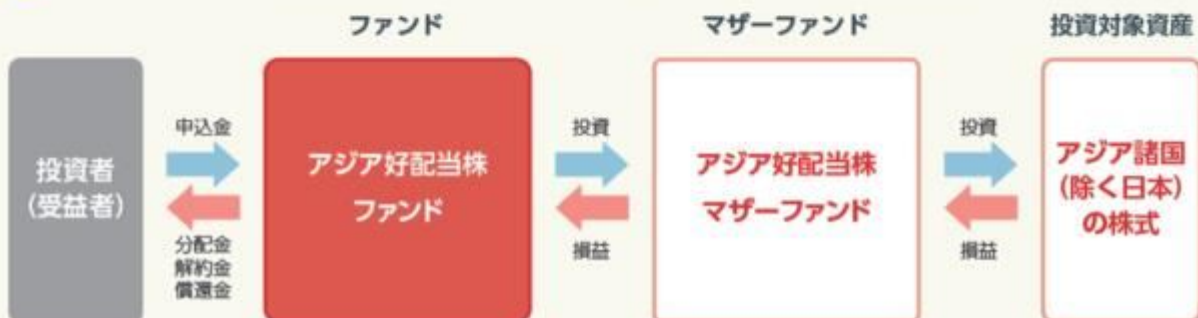 ファンド
マザーファンド
投資対象資産
投資者
(受益者)
申込金
分配金
解約金
償還金
アジア好配当株
ファンド
投資
損益
アジア好配当株
マザーファンド
投資
損益
アジア諸国
(除く日本)
の株式